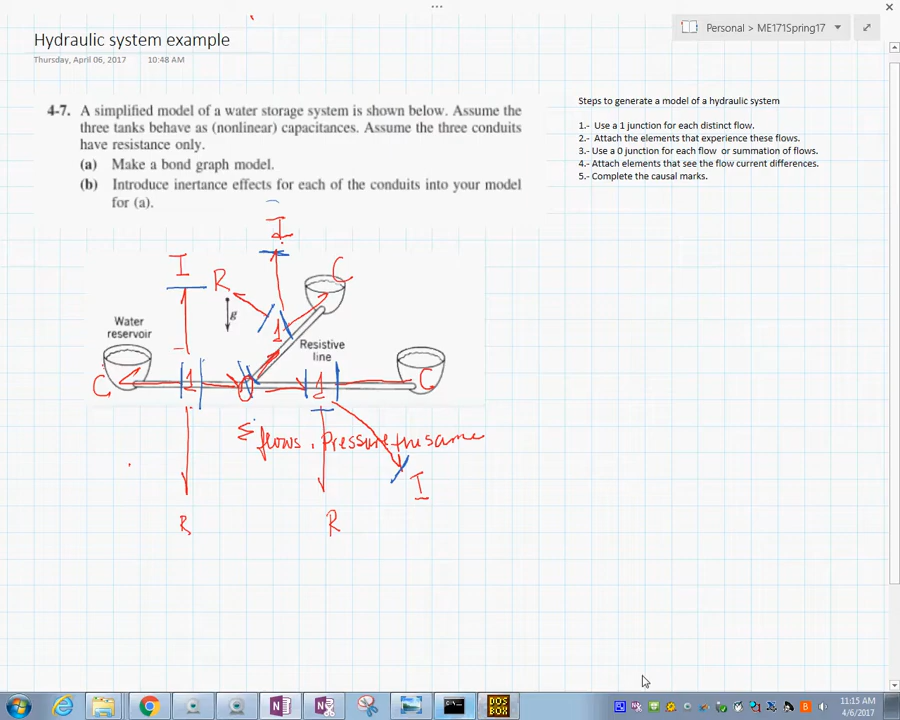 Personal > ME171Spring17
Hydraulic system example
Thursday, April 06, 2017 10:48 AM
4-7. A simplified model of a water storage system is shown below. Assume the
three tanks behave as (nonlinear) capacitances. Assume the three conduits
have resistance only.
(a) Make a bond graph model.
(b) Introduce inertance effects for each of the conduits into your model
for (a).
Steps to generate a model of a hydraulic system
1.- Use a 1 junction for each distinct flow.
2.- Attach the elements that experience these flows.
3.- Use a 0 junction for each flow or summation of flows.
4.- Attach elements that see the flow current differences.
5.- Complete the causal marks.
I
I
R
C
g
1
Water
reservoir
Resistive
line
C
1
0
1
C
Σ flows. Pressure the same
I
R
R
DOS
BOX
11:15 AM
4/6/2017